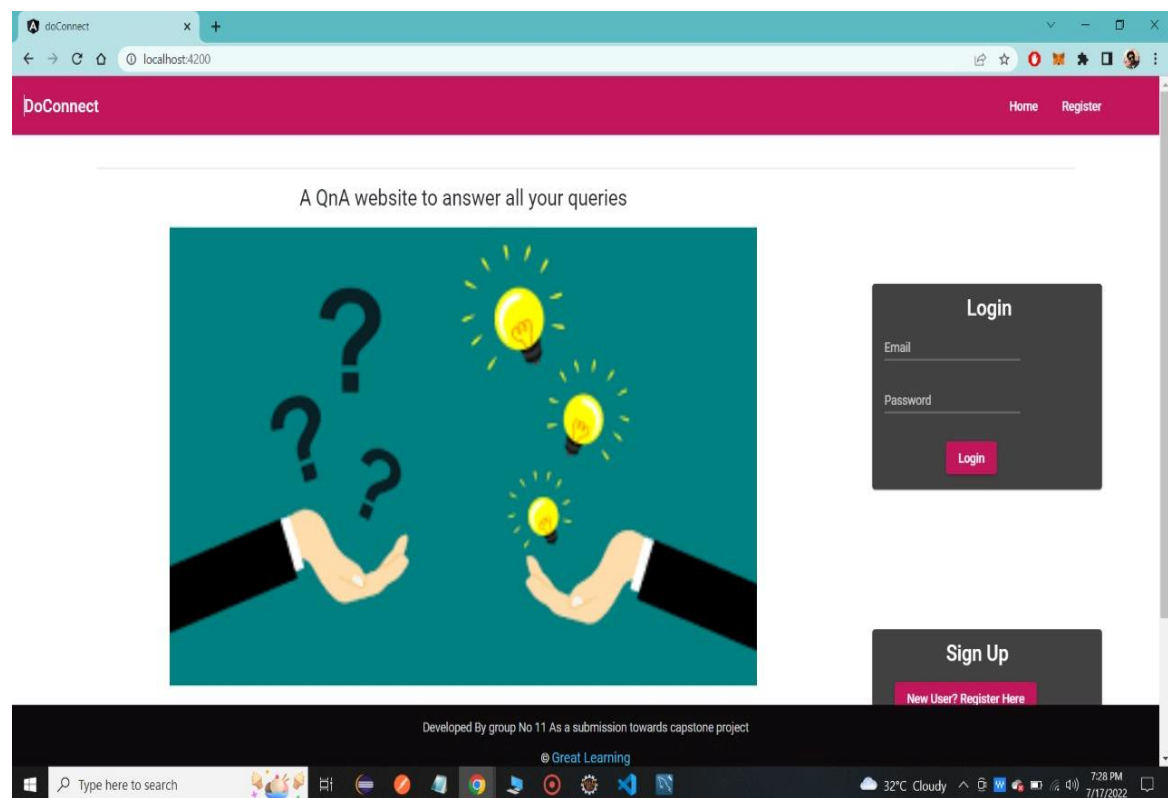 doConnect
localhost:4200
DoConnect
Home Register
A QnA website to answer all your queries
Login
Email
Password
Login
Sign Up
New User? Register Here
Developed By group No 11 As a submission towards capstone project
© Great Learning
Type here to search
32°C Cloudy
7:28 PM
7/17/2022